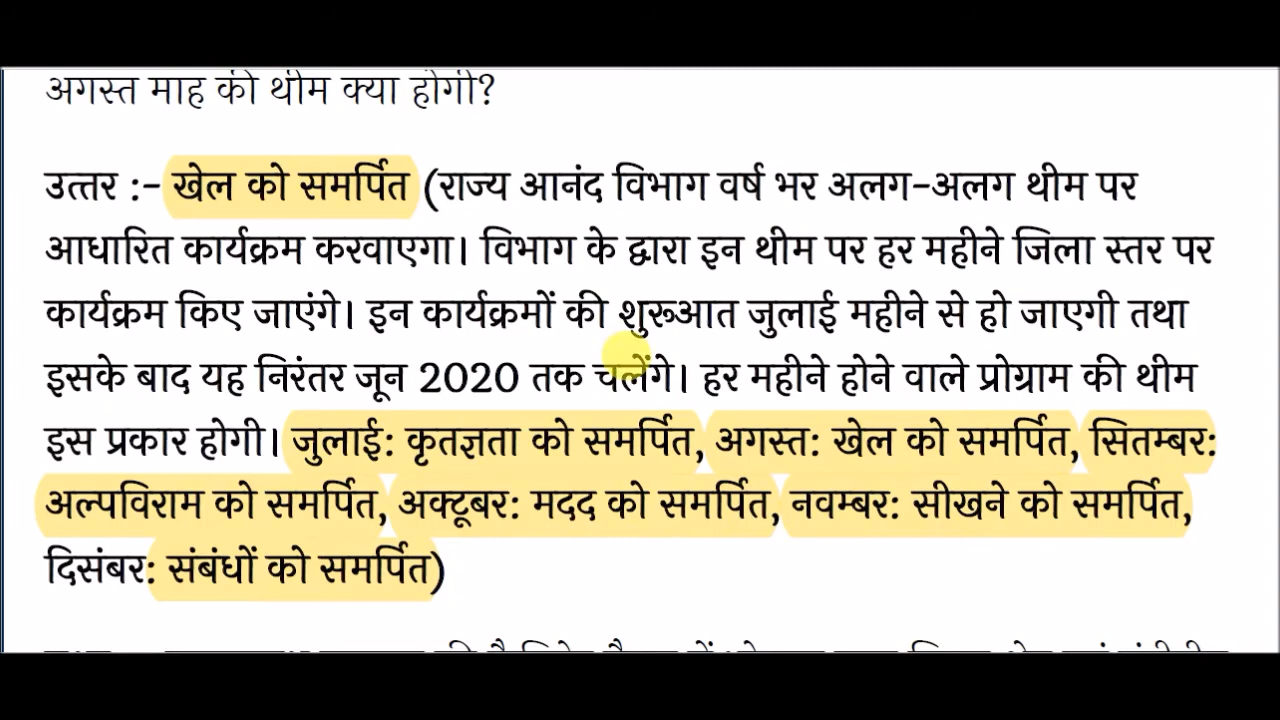 अगस्त माह की थीम क्या होगी?
उत्तर :- खेल को समर्पित (राज्य आनंद विभाग वर्ष भर अलग-अलग थीम पर
आधारित कार्यक्रम करवाएगा। विभाग के द्वारा इन थीम पर हर महीने जिला स्तर पर
कार्यक्रम किए जाएंगे। इन कार्यक्रमों की शुरूआत जुलाई महीने से हो जाएगी तथा
इसके बाद यह निरंतर जून 2020 तक चलेंगे। हर महीने होने वाले प्रोग्राम की थीम
इस प्रकार होगी। जुलाई: कृतज्ञता को समर्पित, अगस्त: खेल को समर्पित, सितम्बर:
अल्पविराम को समर्पित, अक्टूबर: मदद को समर्पित, नवम्बर: सीखने को समर्पित,
दिसंबर: संबंधों को समर्पित)